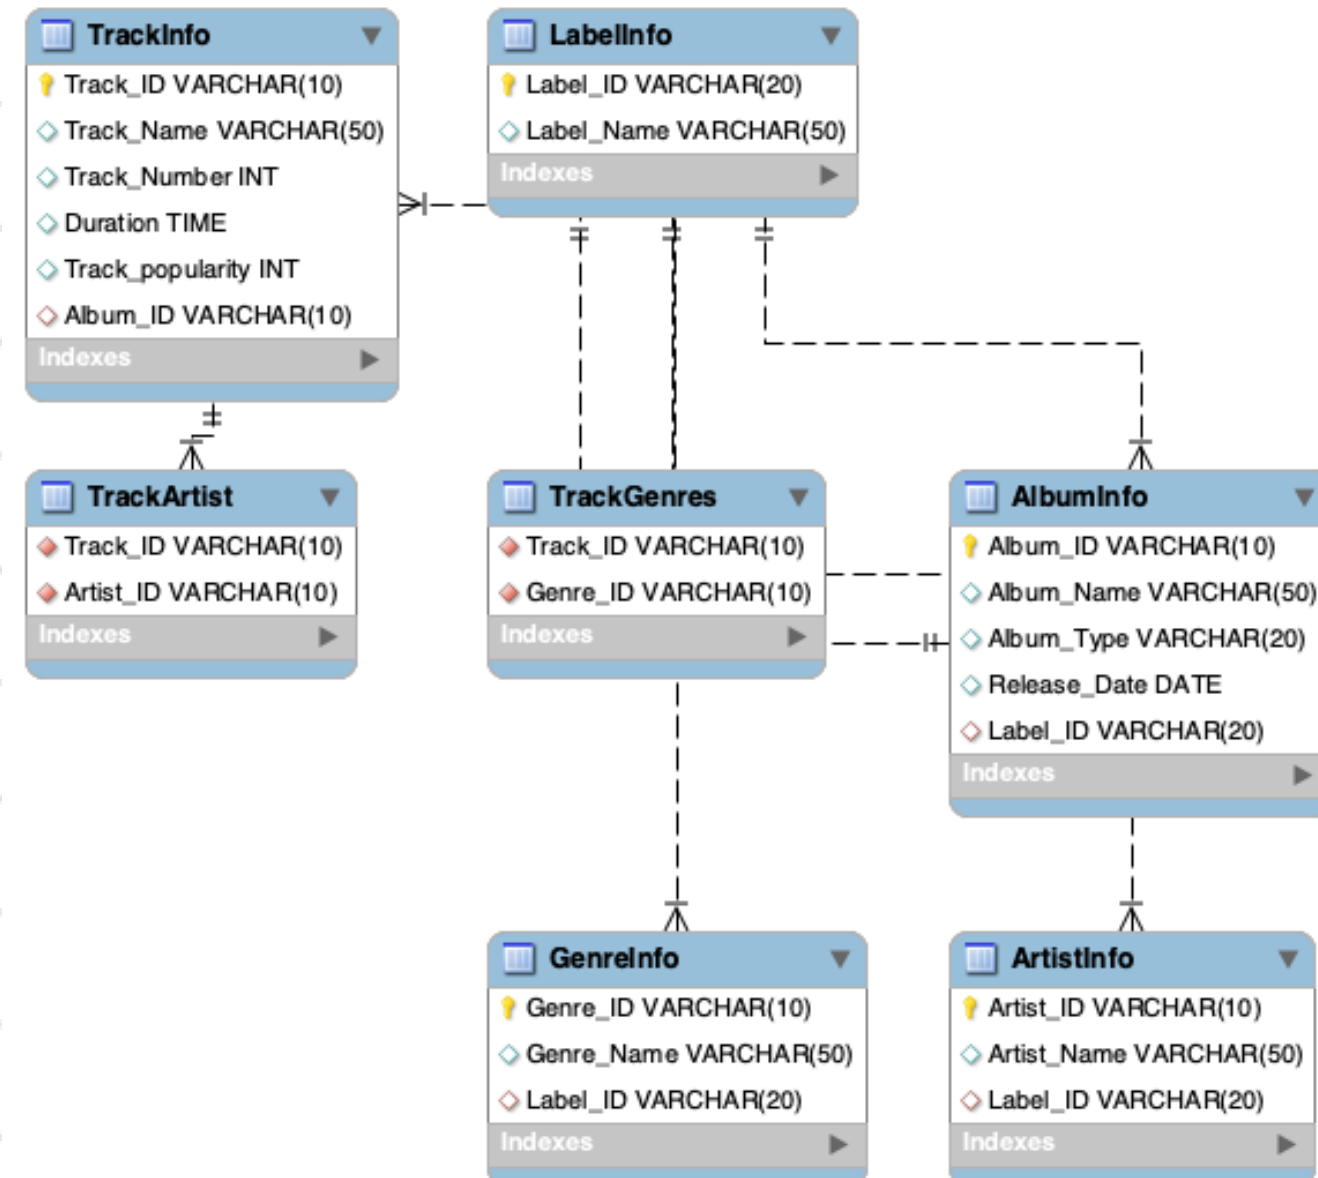 TrackInfo
Track_ID VARCHAR(10)
Track_Name VARCHAR(50)
Track_Number INT
Duration TIME
Track_popularity INT
Album_ID VARCHAR(10)
Indexes
LabelInfo
Label_ID VARCHAR(20)
Label_Name VARCHAR(50)
Indexes
TrackArtist
Track_ID VARCHAR(10)
Artist_ID VARCHAR(10)
Indexes
TrackGenres
Track_ID VARCHAR(10)
Genre_ID VARCHAR(10)
Indexes
AlbumInfo
Album_ID VARCHAR(10)
Album_Name VARCHAR(50)
Album_Type VARCHAR(20)
Release_Date DATE
Label_ID VARCHAR(20)
Indexes
GenreInfo
Genre_ID VARCHAR(10)
Genre_Name VARCHAR(50)
Label_ID VARCHAR(20)
Indexes
ArtistInfo
Artist_ID VARCHAR(10)
Artist_Name VARCHAR(50)
Label_ID VARCHAR(20)
Indexes